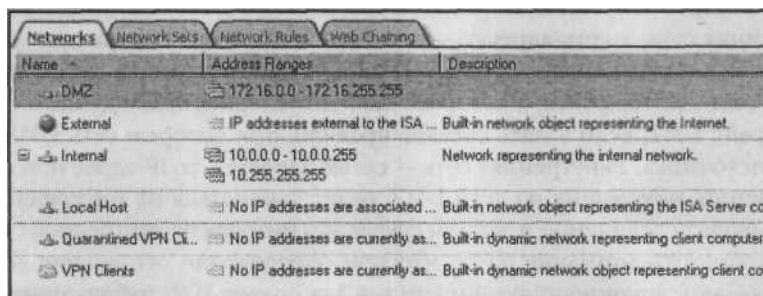 Networks Network Sets Network Rules Web Chaining
Name Address Ranges Description
DMZ 172.16.0.0 - 172.16.255.255
External IP addresses external to the ISA ... Built-in network object representing the Internet.
Internal 10.0.0.0 - 10.0.0.255 Network representing the internal network.
10.255.255.255
Local Host No IP addresses are associated ... Built-in network object representing the ISA Server co
Quarantined VPN Cli... No IP addresses are currently as... Built-in dynamic network representing client computer
VPN Clients No IP addresses are currently as... Built-in dynamic network object representing client co